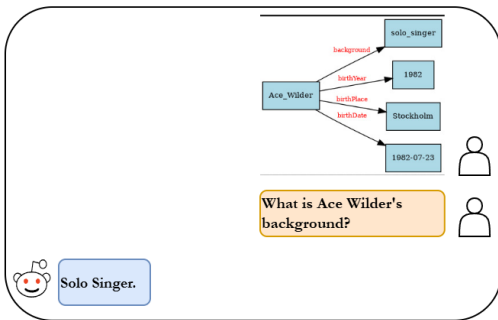 solo_singer
background
birthYear
1982
Ace_Wilder
birthPlace
Stockholm
birthDate
1982-07-23
What is Ace Wilder's
background?
Solo Singer.